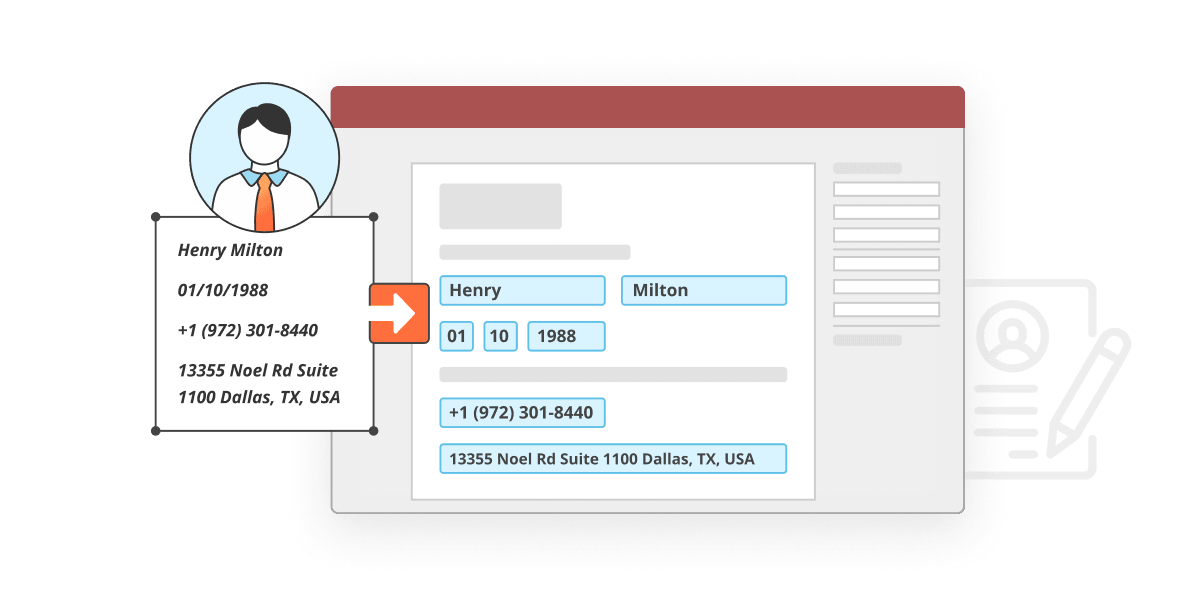 Henry Milton
01/10/1988
+1 (972) 301-8440
13355 Noel Rd Suite
1100 Dallas, TX, USA
Henry Milton
01 10 1988
+1 (972) 301-8440
13355 Noel Rd Suite 1100 Dallas, TX, USA